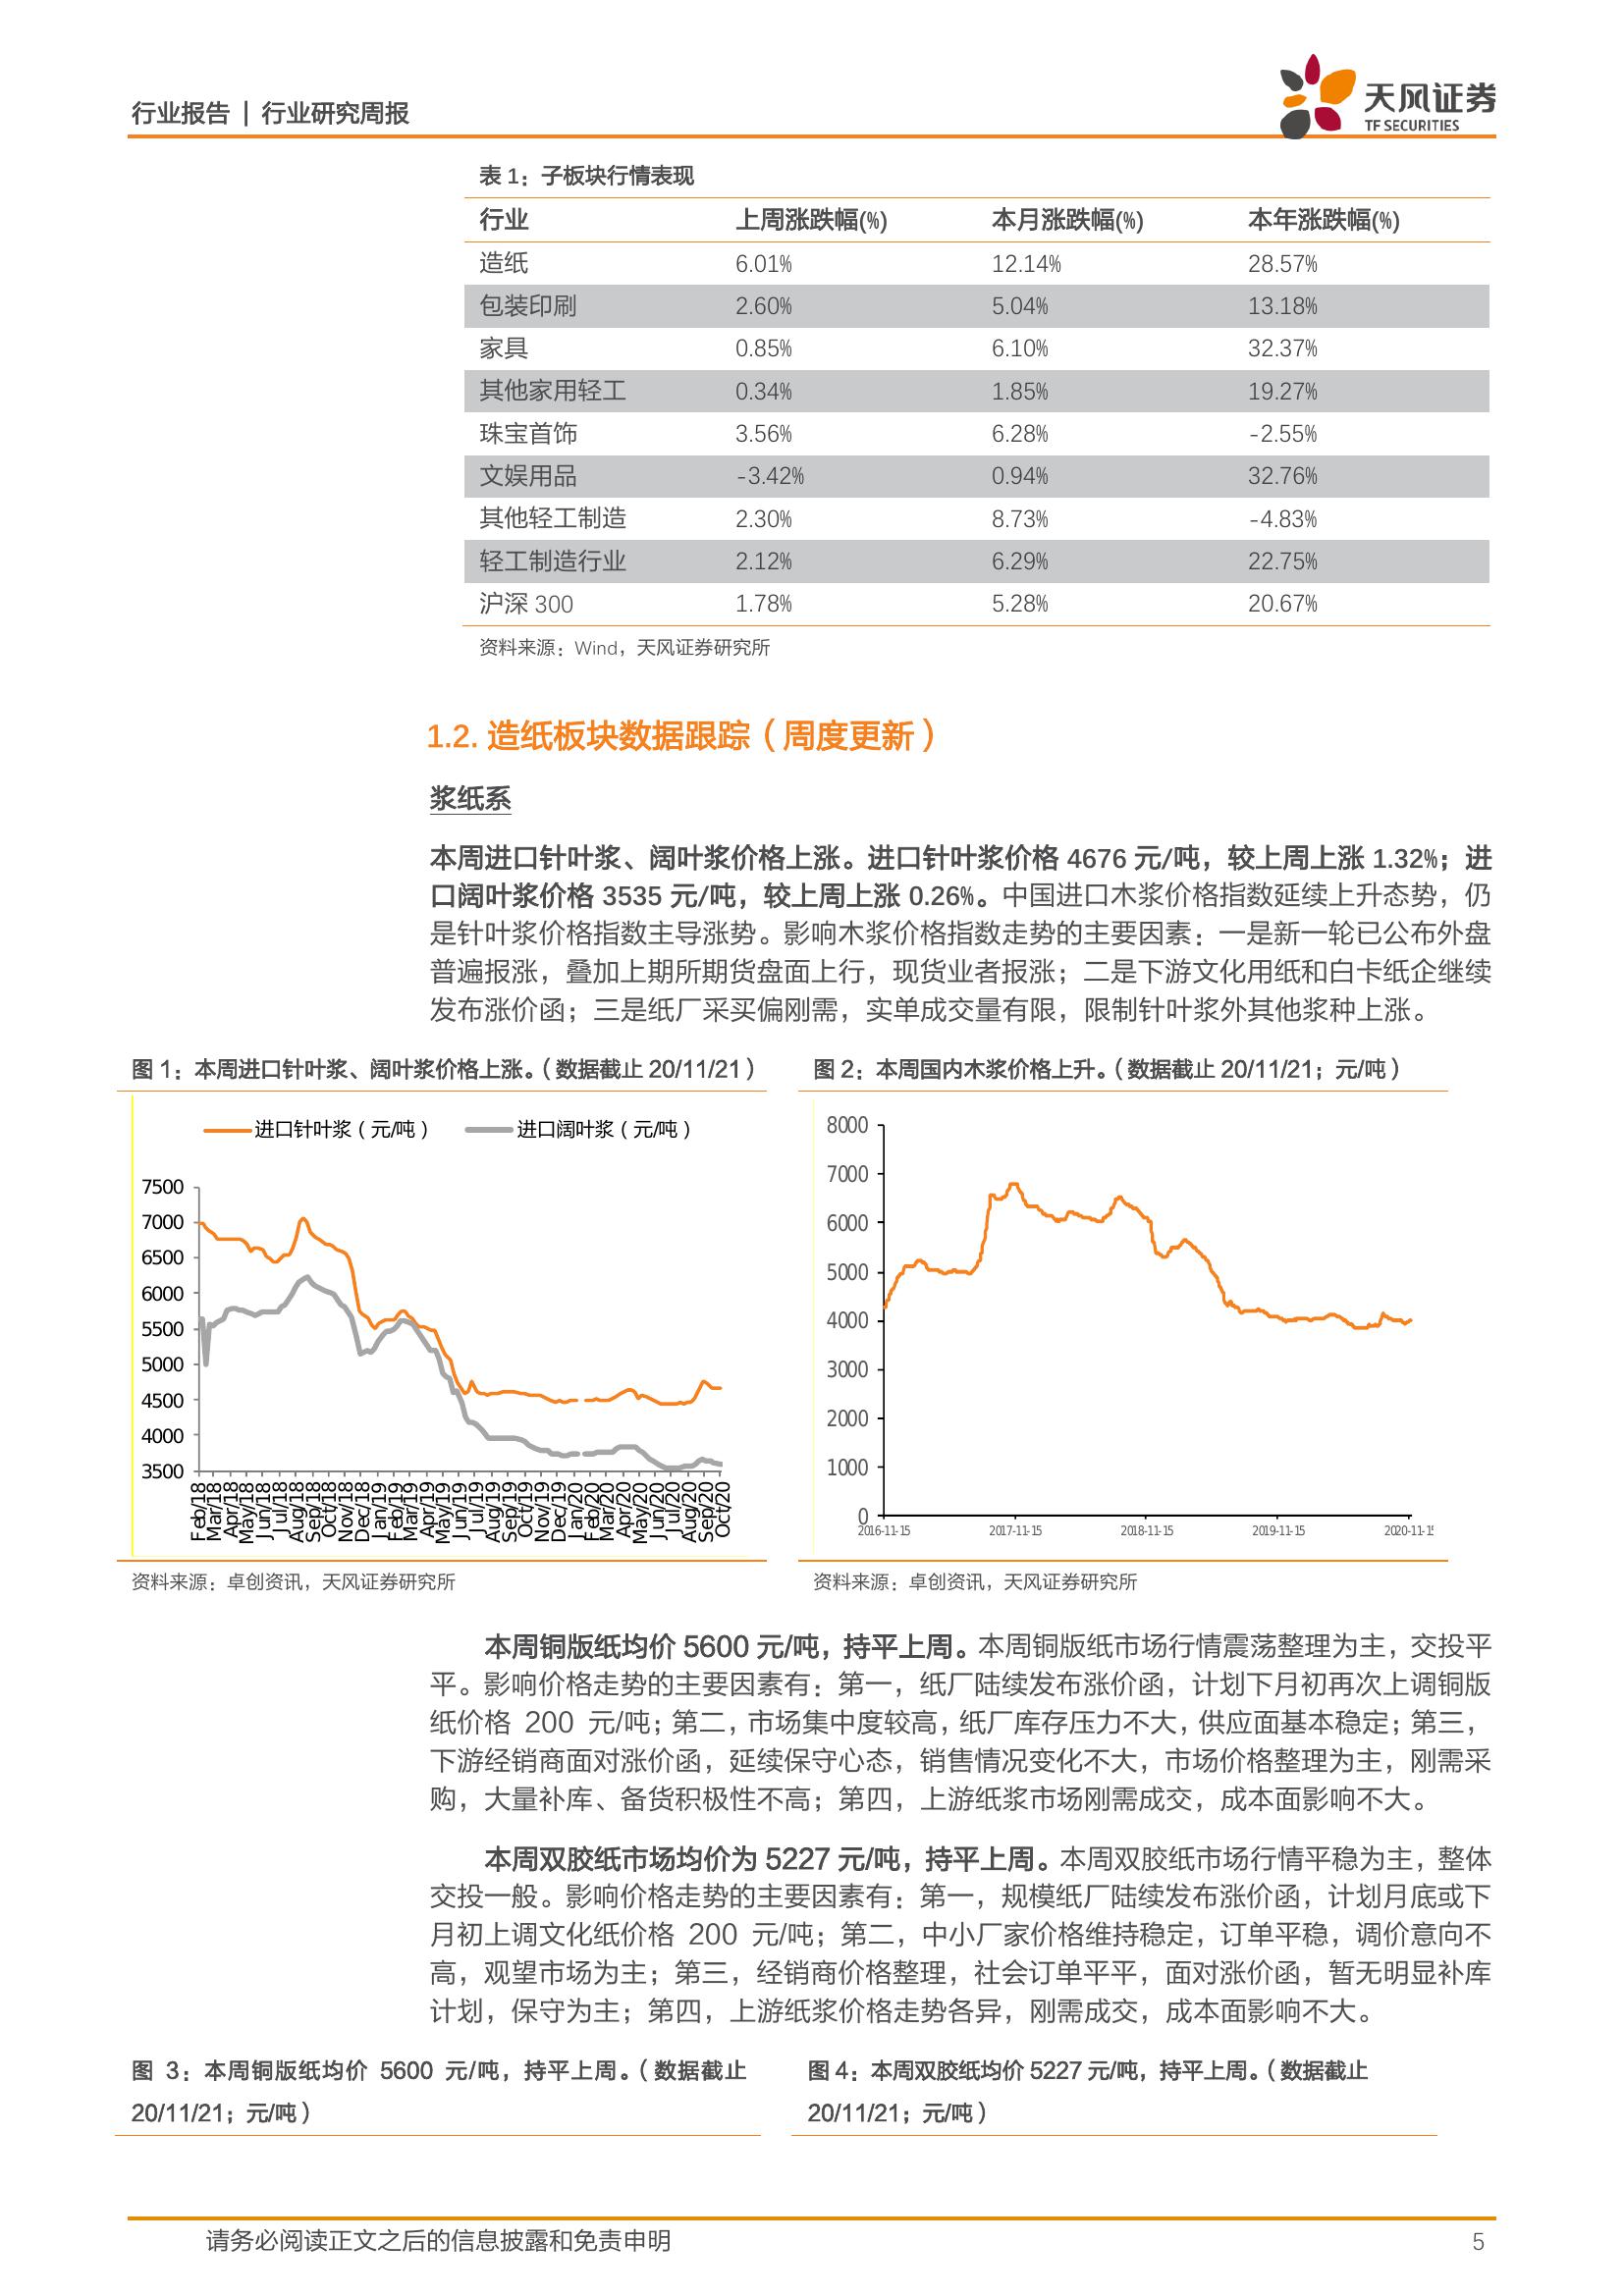 行业报告 | 行业研究周报
天风证券
TF SECURITIES
表 1：子板块行情表现
行业 上周涨跌幅(%) 本月涨跌幅(%) 本年涨跌幅(%)
造纸 6.01% 12.14% 28.57%
包装印刷 2.60% 5.04% 13.18%
家具 0.85% 6.10% 32.37%
其他家用轻工 0.34% 1.85% 19.27%
珠宝首饰 3.56% 6.28% -2.55%
文娱用品 -3.42% 0.94% 32.76%
其他轻工制造 2.30% 8.73% -4.83%
轻工制造行业 2.12% 6.29% 22.75%
沪深 300 1.78% 5.28% 20.67%
资料来源：Wind，天风证券研究所
1.2. 造纸板块数据跟踪（周度更新）
浆纸系
本周进口针叶浆、阔叶浆价格上涨。进口针叶浆价格 4676 元/吨，较上周上涨 1.32%；进
口阔叶浆价格 3535 元/吨，较上周上涨 0.26%。中国进口木浆价格指数延续上升态势，仍
是针叶浆价格指数主导涨势。影响木浆价格指数走势的主要因素：一是新一轮已公布外盘
普遍报涨，叠加上期所期货盘面上行，现货业者报涨；二是下游文化用纸和白卡纸企继续
发布涨价函；三是纸厂采买偏刚需，实单成交量有限，限制针叶浆外其他浆种上涨。
图 1：本周进口针叶浆、阔叶浆价格上涨。（数据截止 20/11/21）
进口针叶浆（元/吨） 进口阔叶浆（元/吨）
7500
7000
6500
6000
5500
5000
4500
4000
3500
Feb/18 Mar/18 Apr/18 May/18 Jun/18 Jul/18 Aug/18 Sep/18 Oct/18 Nov/18 Dec/18 Jan/19 Feb/19 Mar/19 Apr/19 May/19 Jun/19 Jul/19 Aug/19 Sep/19 Oct/19 Nov/19 Dec/19 Jan/20 Feb/20 Mar/20 Apr/20 May/20 Jun/20 Jul/20 Aug/20 Sep/20 Oct/20
资料来源：卓创资讯，天风证券研究所
图 2：本周国内木浆价格上升。（数据截止 20/11/21；元/吨）
8000
7000
6000
5000
4000
3000
2000
1000
0
2016-11-15 2017-11-15 2018-11-15 2019-11-15 2020-11-15
资料来源：卓创资讯，天风证券研究所
本周铜版纸均价 5600 元/吨，持平上周。本周铜版纸市场行情震荡整理为主，交投平
平。影响价格走势的主要因素有：第一，纸厂陆续发布涨价函，计划下月初再次上调铜版
纸价格 200 元/吨；第二，市场集中度较高，纸厂库存压力不大，供应面基本稳定；第三，
下游经销商面对涨价函，延续保守心态，销售情况变化不大，市场价格整理为主，刚需采
购，大量补库、备货积极性不高；第四，上游纸浆市场刚需成交，成本面影响不大。
本周双胶纸市场均价为 5227 元/吨，持平上周。本周双胶纸市场行情平稳为主，整体
交投一般。影响价格走势的主要因素有：第一，规模纸厂陆续发布涨价函，计划月底或下
月初上调文化纸价格 200 元/吨；第二，中小厂家价格维持稳定，订单平稳，调价意向不
高，观望市场为主；第三，经销商价格整理，社会订单平平，面对涨价函，暂无明显补库
计划，保守为主；第四，上游纸浆价格走势各异，刚需成交，成本面影响不大。
图 3：本周铜版纸均价 5600 元/吨，持平上周。（数据截止
20/11/21；元/吨）
图 4：本周双胶纸均价 5227 元/吨，持平上周。（数据截止
20/11/21；元/吨）
请务必阅读正文之后的信息披露和免责申明 5